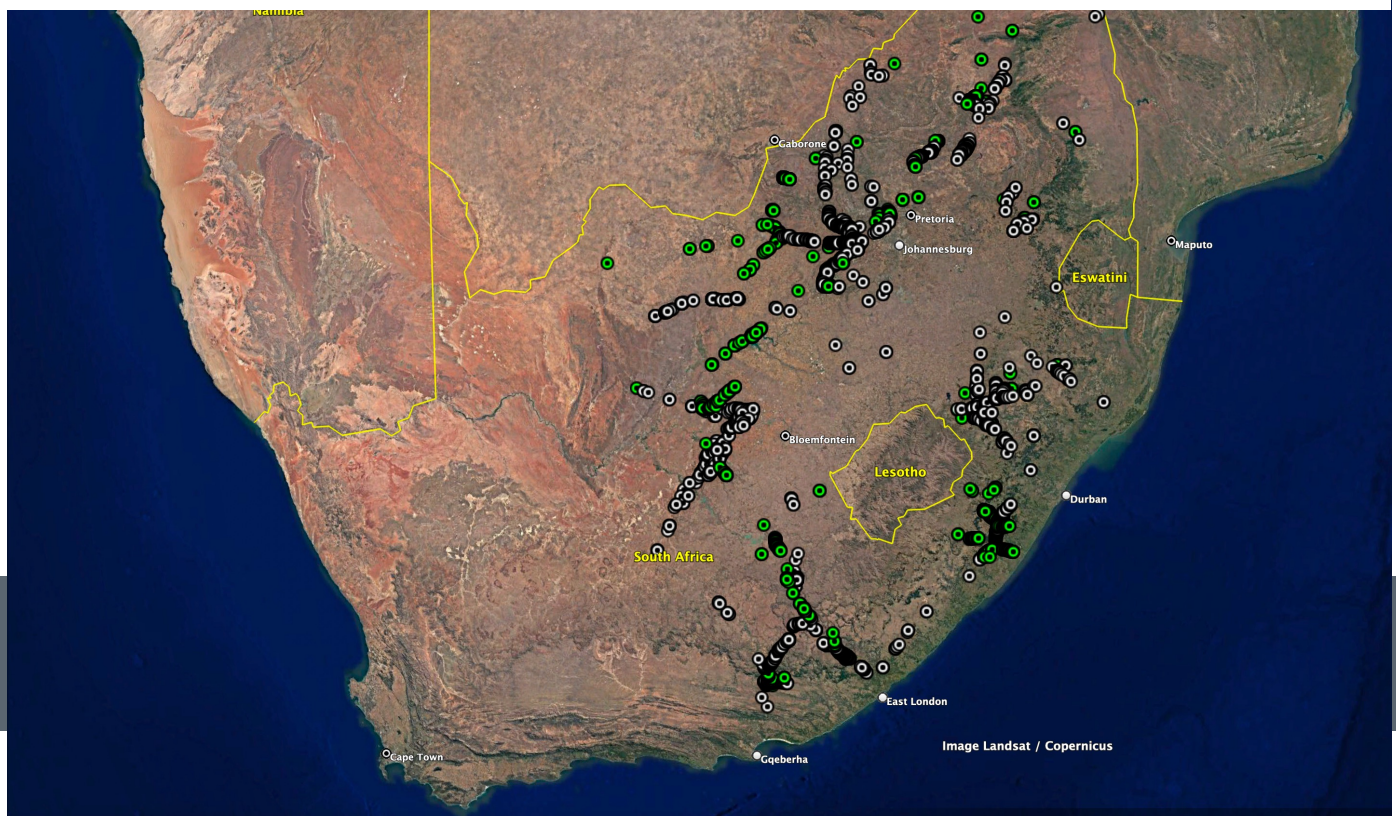 Namibia
Gaborone
Pretoria
Johannesburg
Maputo
Eswatini
Bloemfontein
Lesotho
Durban
South Africa
East London
Image Landsat / Copernicus
Cape Town
Gqeberha